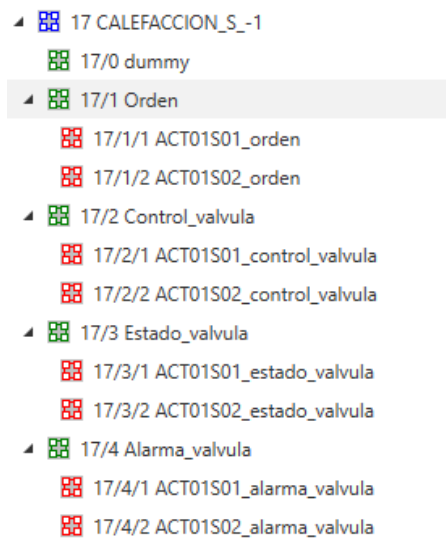 17 CALEFACCION_S_-1
17/0 dummy
17/1 Orden
17/1/1 ACT01S01_orden
17/1/2 ACT01S02_orden
17/2 Control_valvula
17/2/1 ACT01S01_control_valvula
17/2/2 ACT01S02_control_valvula
17/3 Estado_valvula
17/3/1 ACT01S01_estado_valvula
17/3/2 ACT01S02_estado_valvula
17/4 Alarma_valvula
17/4/1 ACT01S01_alarma_valvula
17/4/2 ACT01S02_alarma_valvula